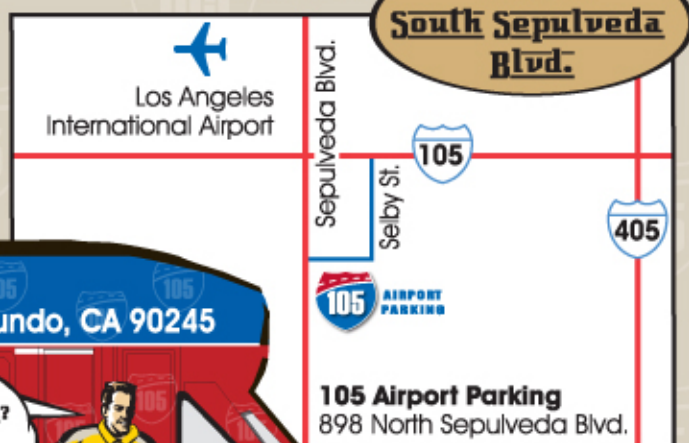 South Sepulveda
Blvd.
Los Angeles
International Airport
Sepulveda Blvd.
105
Selby St.
405
105 AIRPORT
PARKING
undo, CA 90245
?
105 Airport Parking
898 North Sepulveda Blvd.